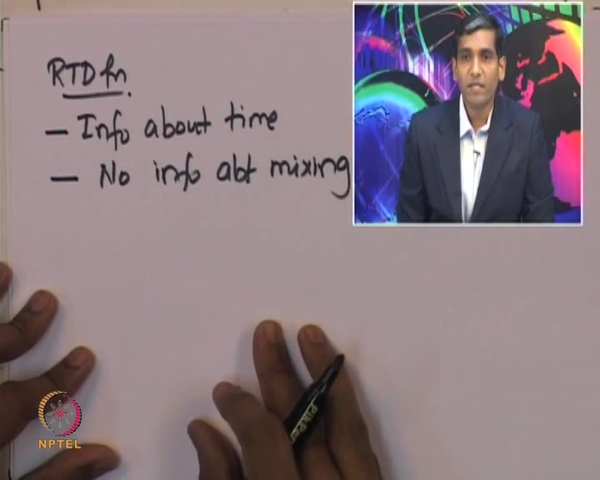 RTD fn.
– Info about time
– No info abt mixing
NPTEL